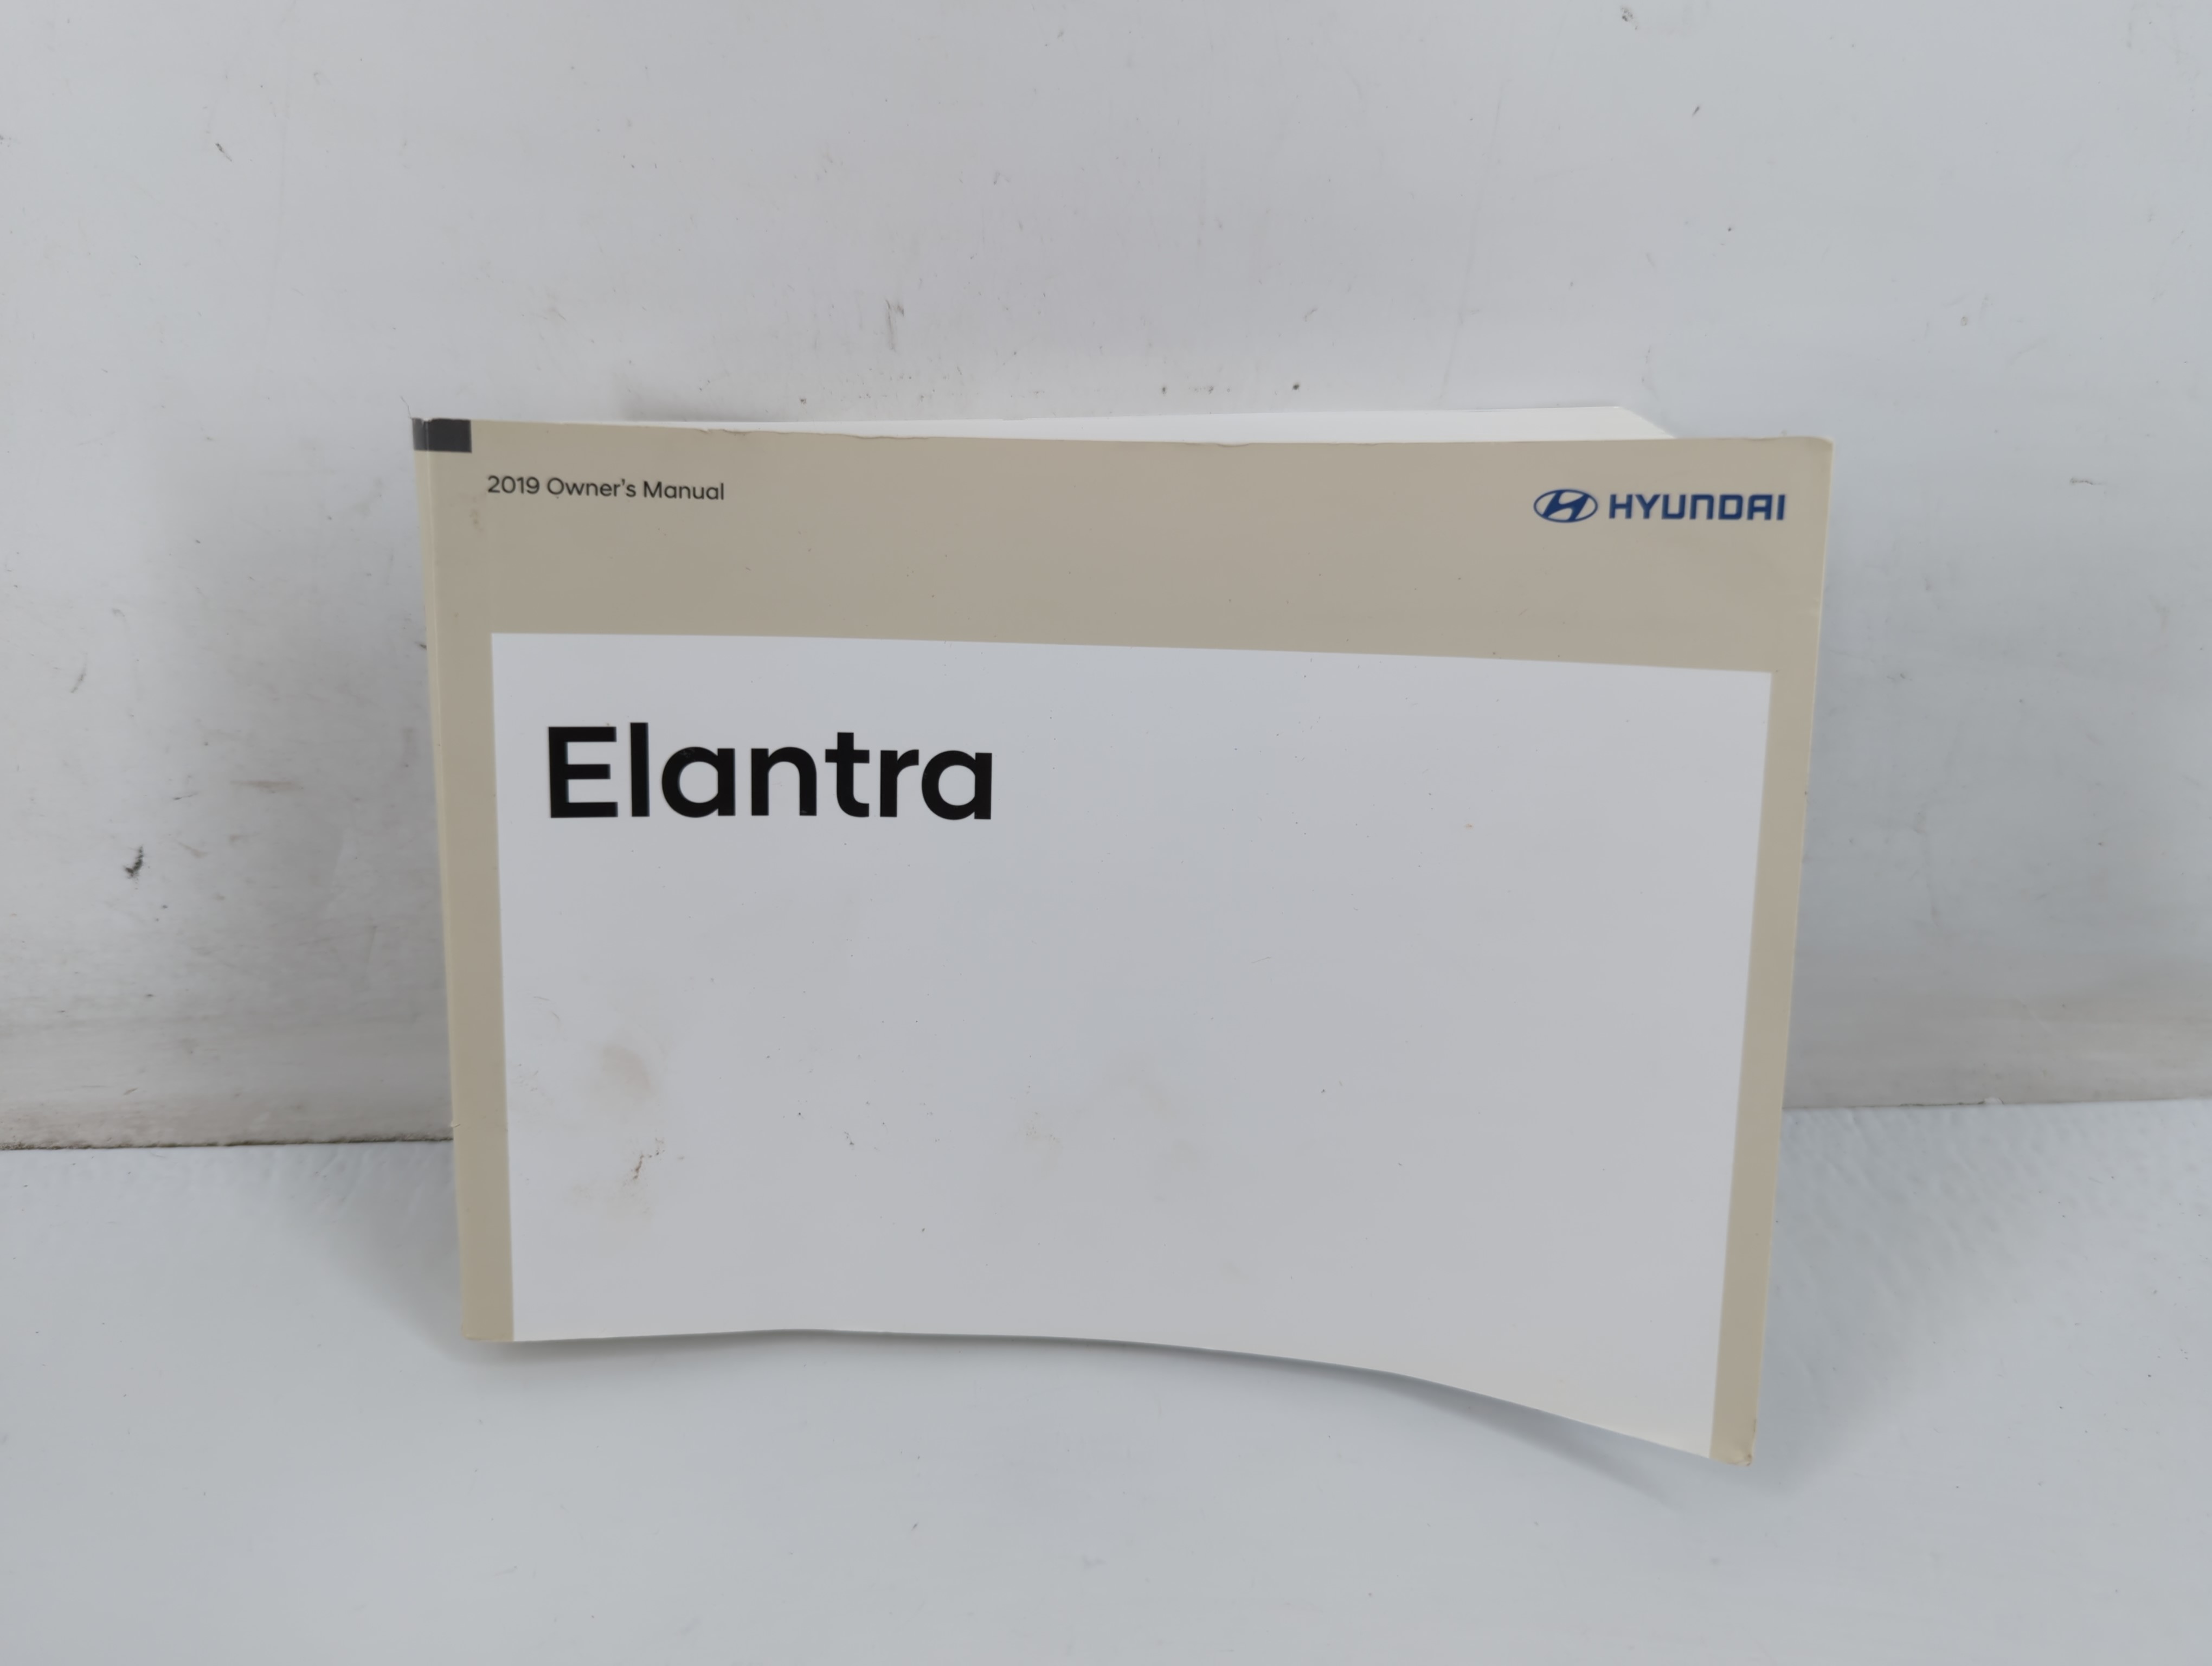 2019 Owner's Manual
HYUNDAI
Elantra